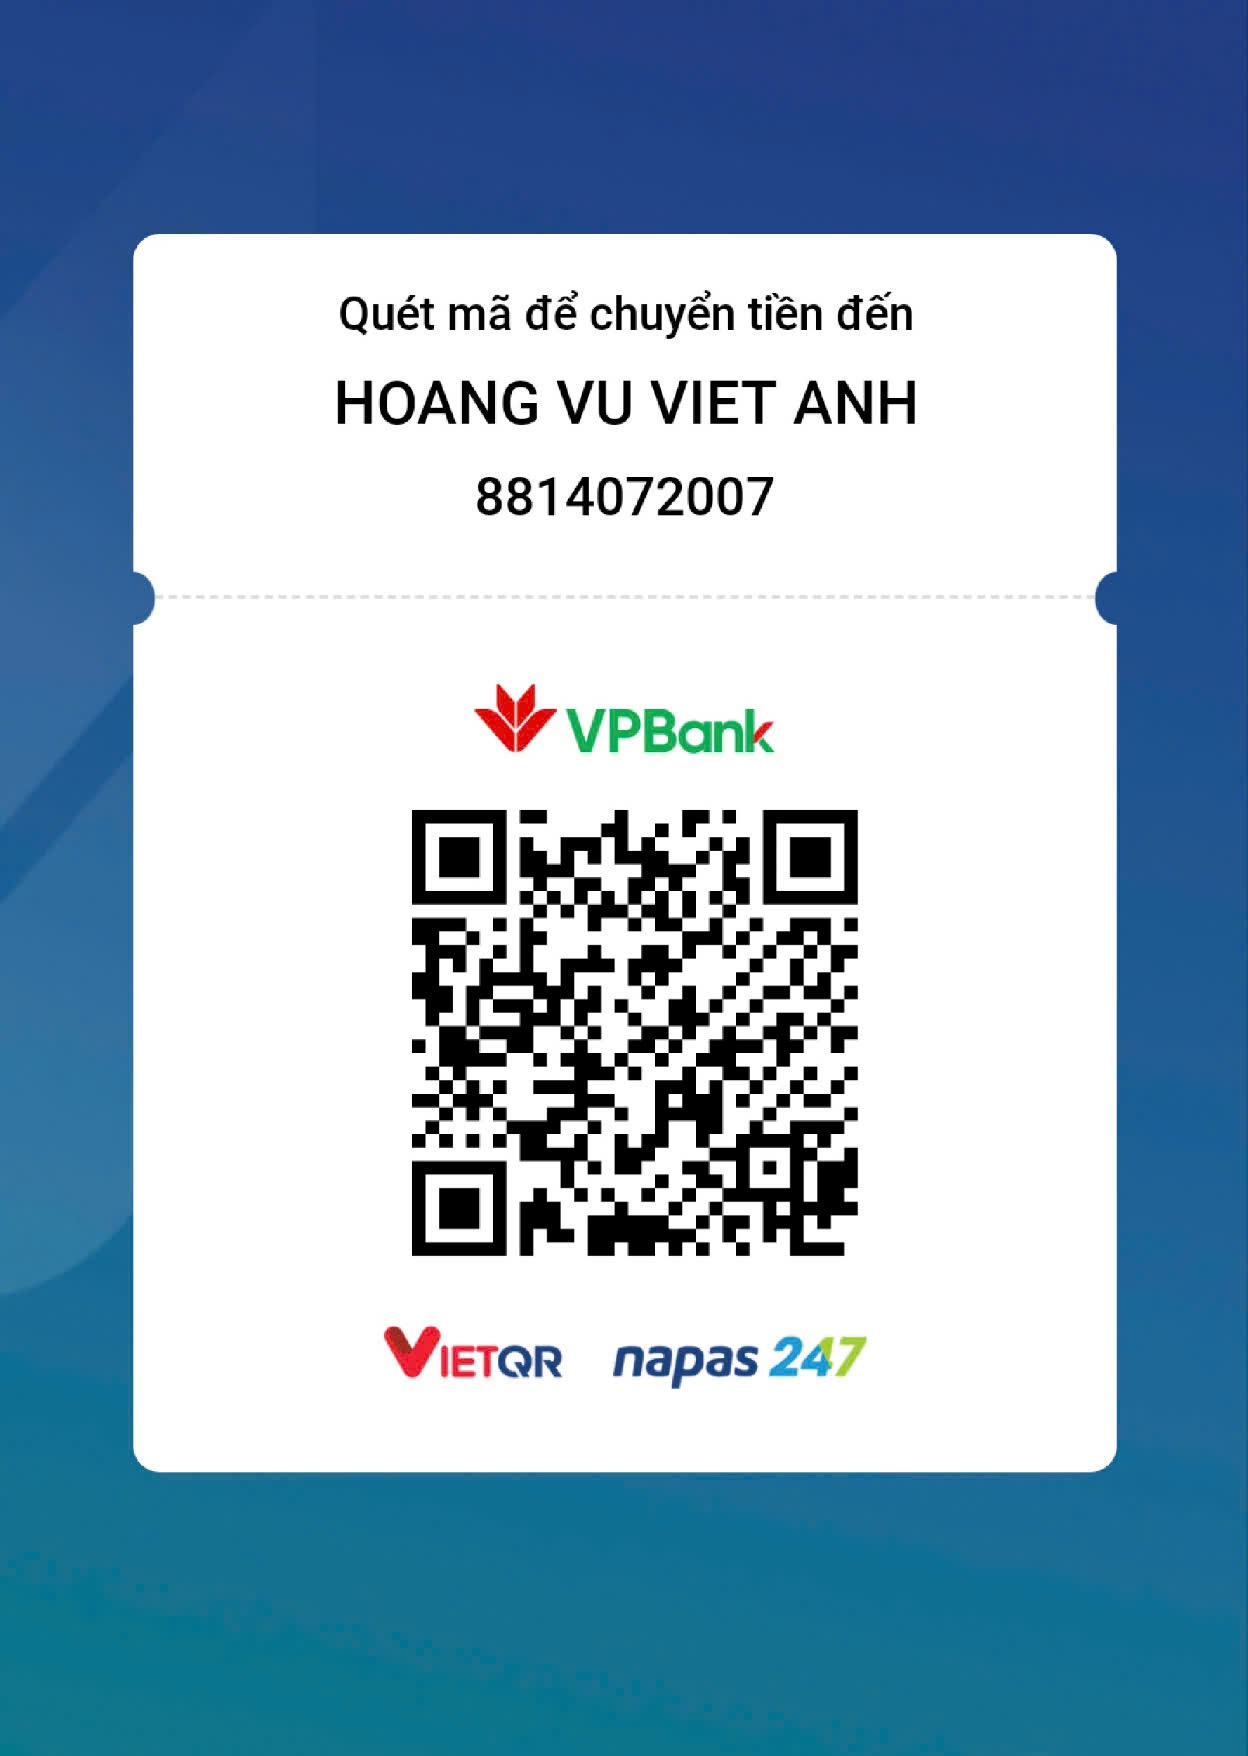 Quét mã để chuyển tiền đến
HOANG VU VIET ANH
8814072007
VPBank
VIETQR napas 247